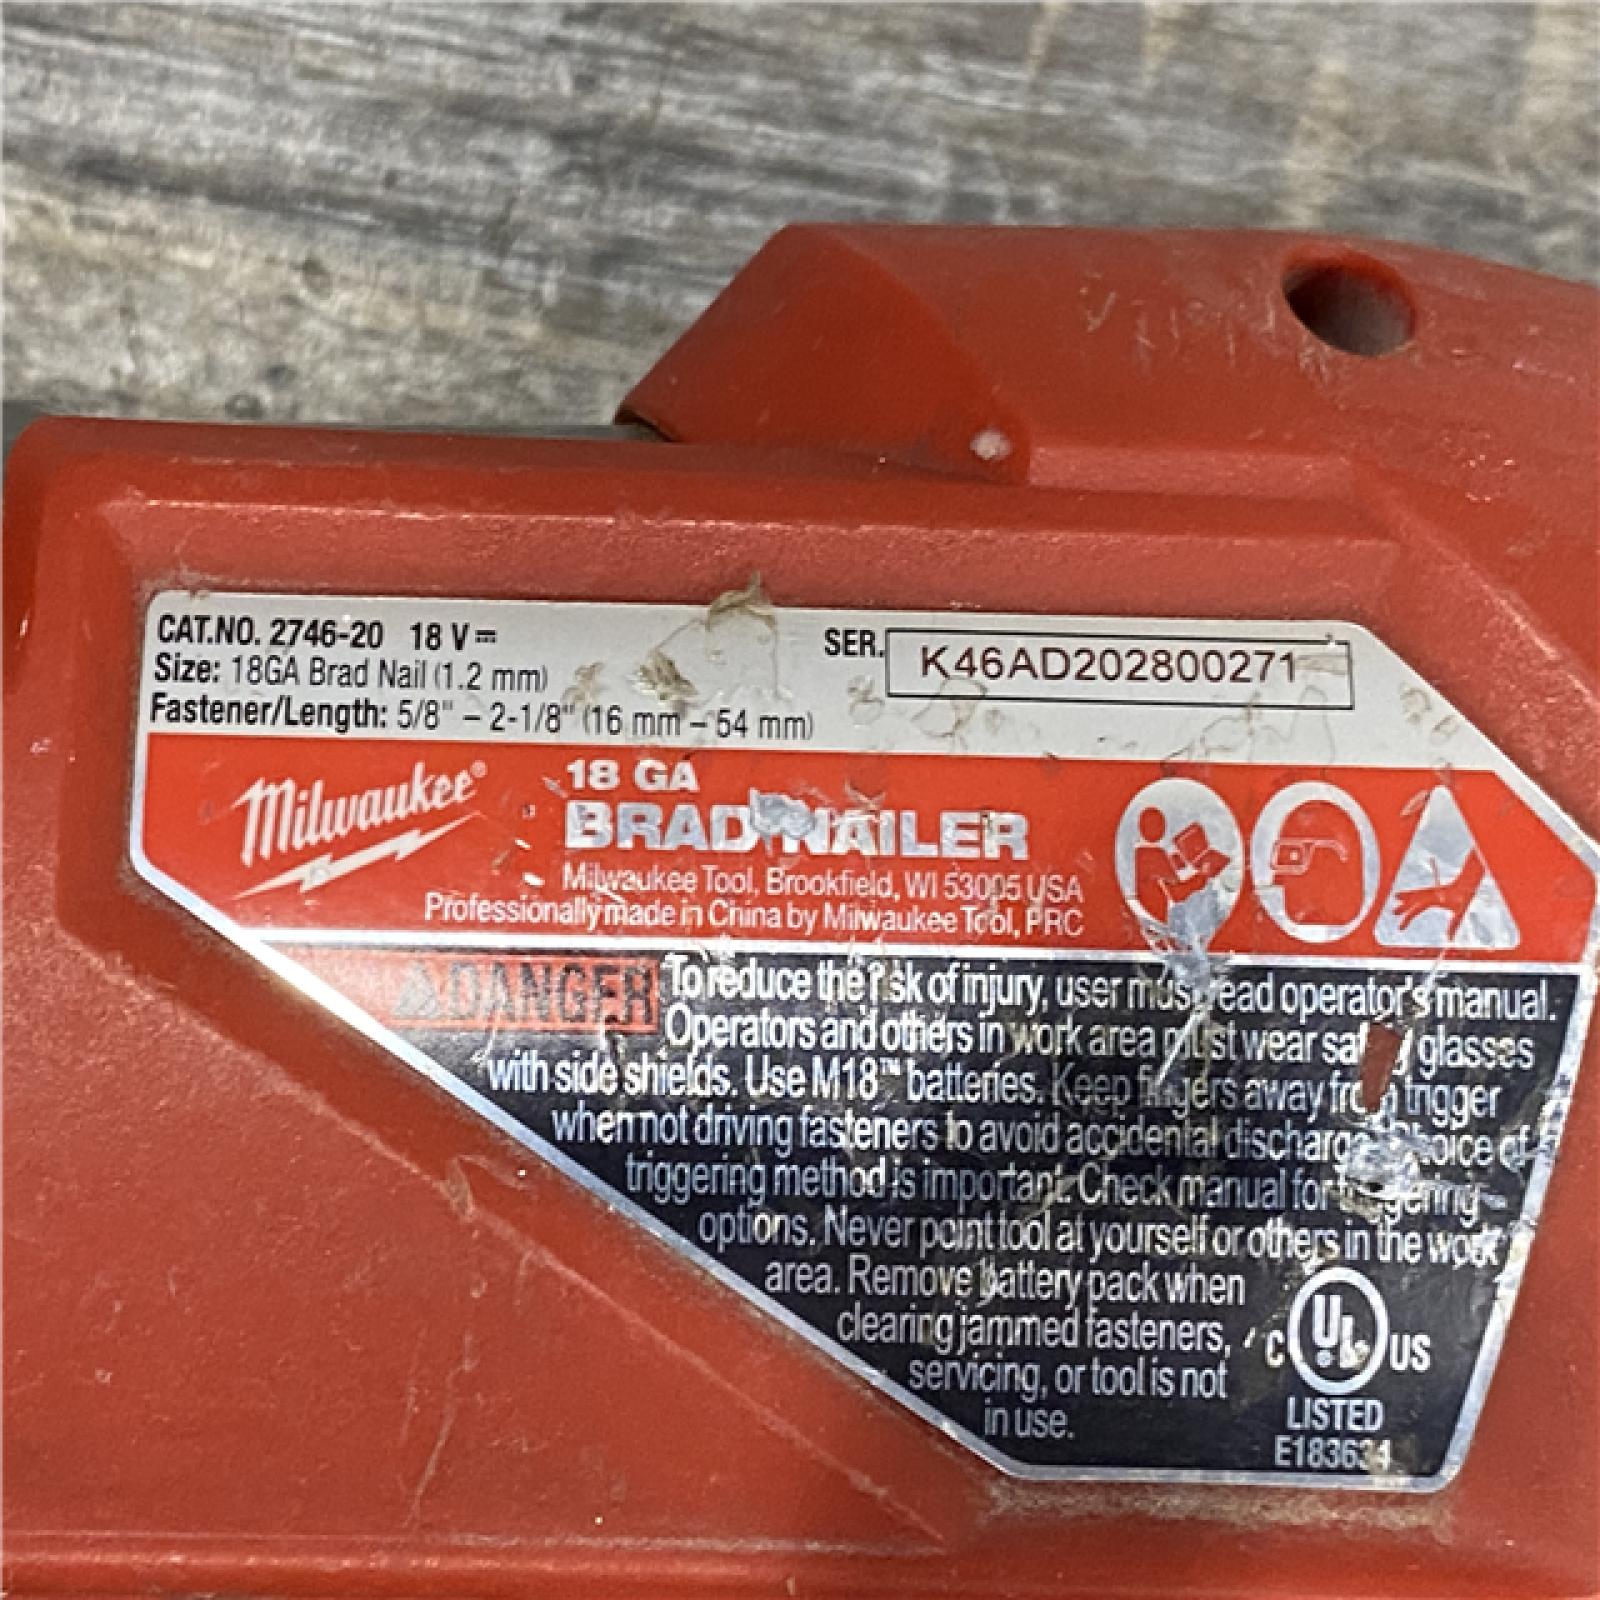 CAT.NO. 2746-20 18 V⎓
Size: 18GA Brad Nail (1.2 mm)
Fastener/Length: 5/8" – 2-1/8" (16 mm – 54 mm)
SER. K46AD202800271
Milwaukee®
18 GA
BRAD NAILER
Milwaukee Tool, Brookfield, WI 53005 USA
Professionally made in China by Milwaukee Tool, PRC
DANGER To reduce the risk of injury, user must read operator's manual.
Operators and others in work area must wear safety glasses
with side shields. Use M18™ batteries. Keep fingers away from trigger
when not driving fasteners to avoid accidental discharge. Choice of
triggering method is important. Check manual for triggering
options. Never point tool at yourself or others in the work
area. Remove battery pack when
clearing jammed fasteners,
servicing, or tool is not
in use.
C UL US
LISTED
E183634